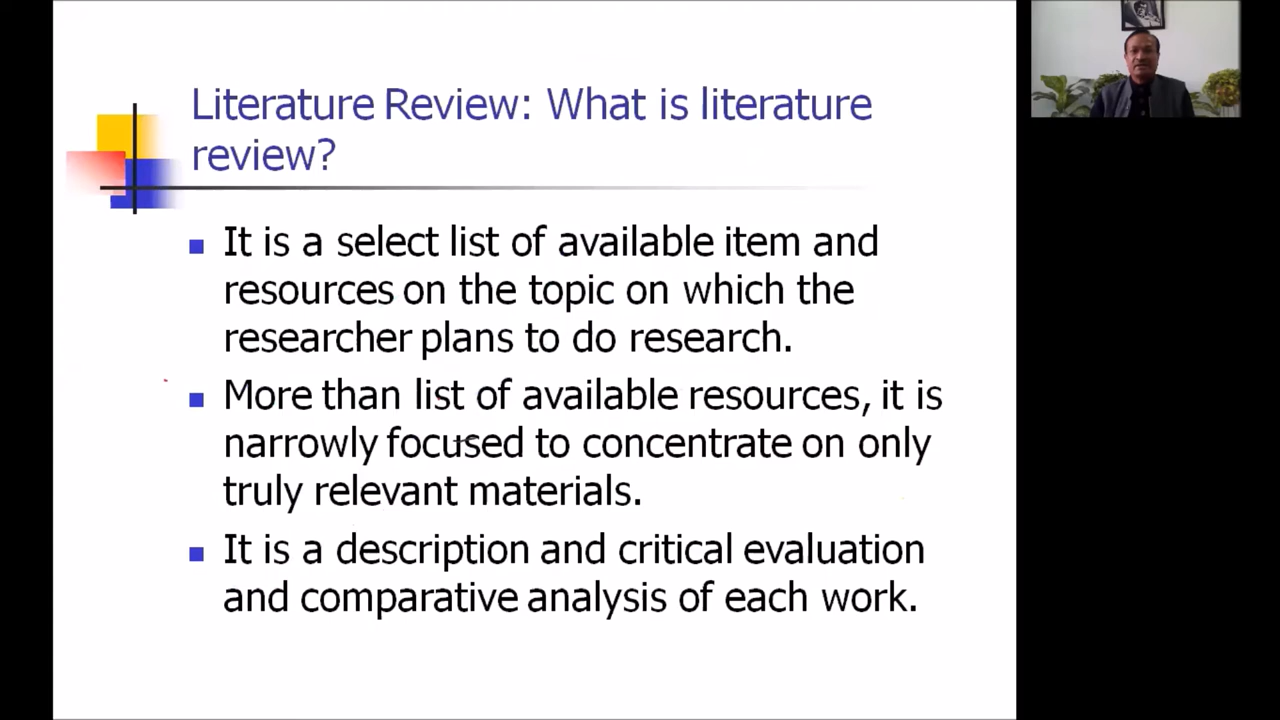 Literature Review: What is literature
review?
It is a select list of available item and
resources on the topic on which the
researcher plans to do research.
More than list of available resources, it is
narrowly focused to concentrate on only
truly relevant materials.
It is a description and critical evaluation
and comparative analysis of each work.